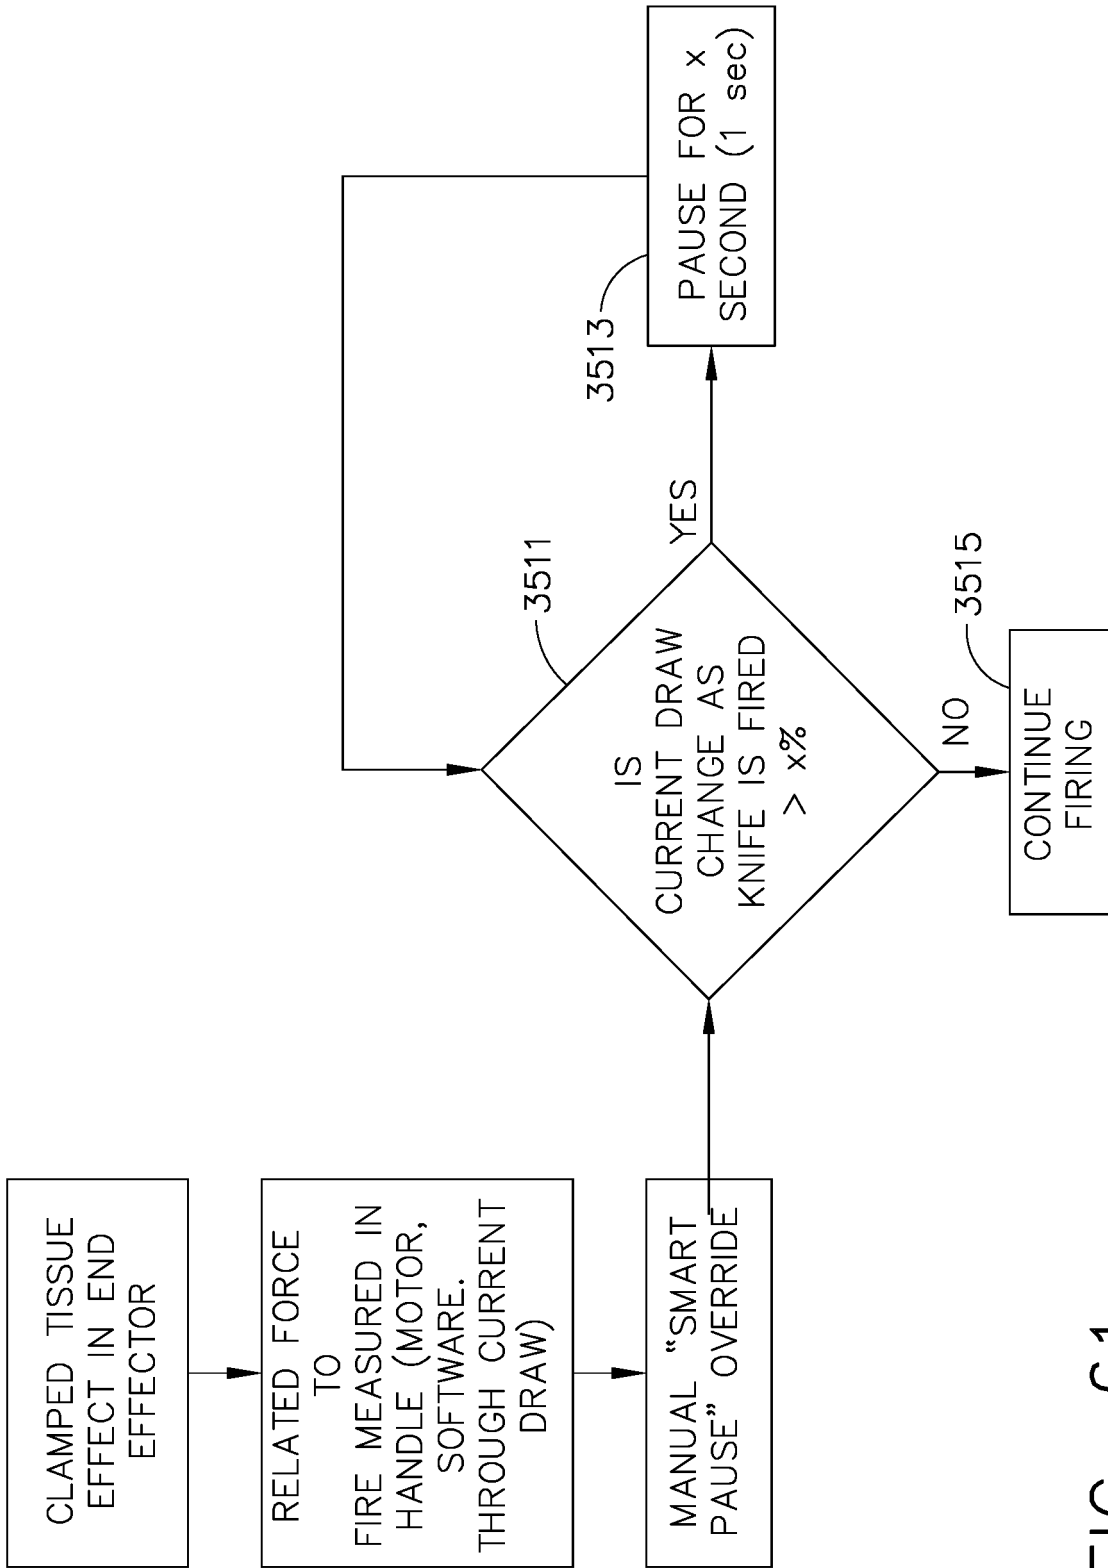 CLAMPED TISSUE
EFFECT IN END
EFFECTOR
RELATED FORCE
TO
FIRE MEASURED IN
HANDLE (MOTOR,
SOFTWARE.
THROUGH CURRENT
DRAW)
MANUAL “SMART
PAUSE” OVERRIDE
3511
IS
CURRENT DRAW
CHANGE AS
KNIFE IS FIRED
> x%
YES
3513
PAUSE FOR x
SECOND (1 sec)
NO
3515
CONTINUE
FIRING
FIG. 61